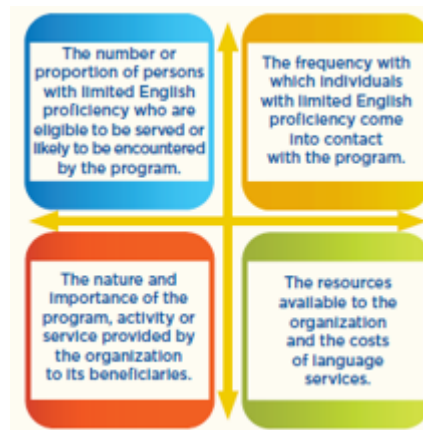 The number or
proportion of persons
with limited English
proficiency who are
eligible to be served or
likely to be encountered
by the program.
The frequency with
which individuals
with limited English
proficiency come
into contact
with the program.
The nature and
importance of the
program, activity or
service provided by
the organization
to its beneficiaries.
The resources
available to the
organization
and the costs
of language
services.